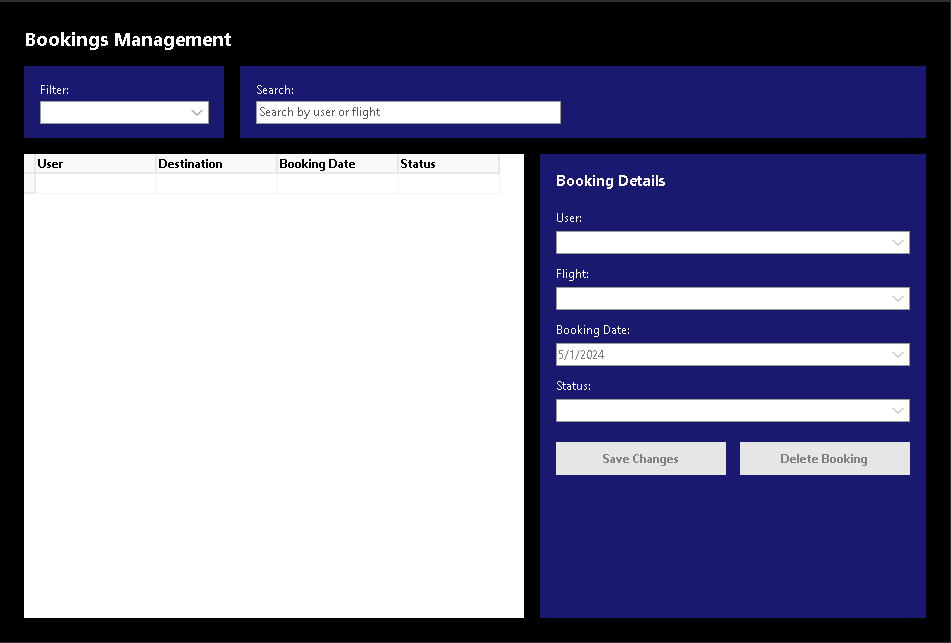 Bookings Management
Filter:
Search:
Search by user or flight
User Destination Booking Date Status
Booking Details
User:
Flight:
Booking Date:
5/1/2024
Status:
Save Changes Delete Booking